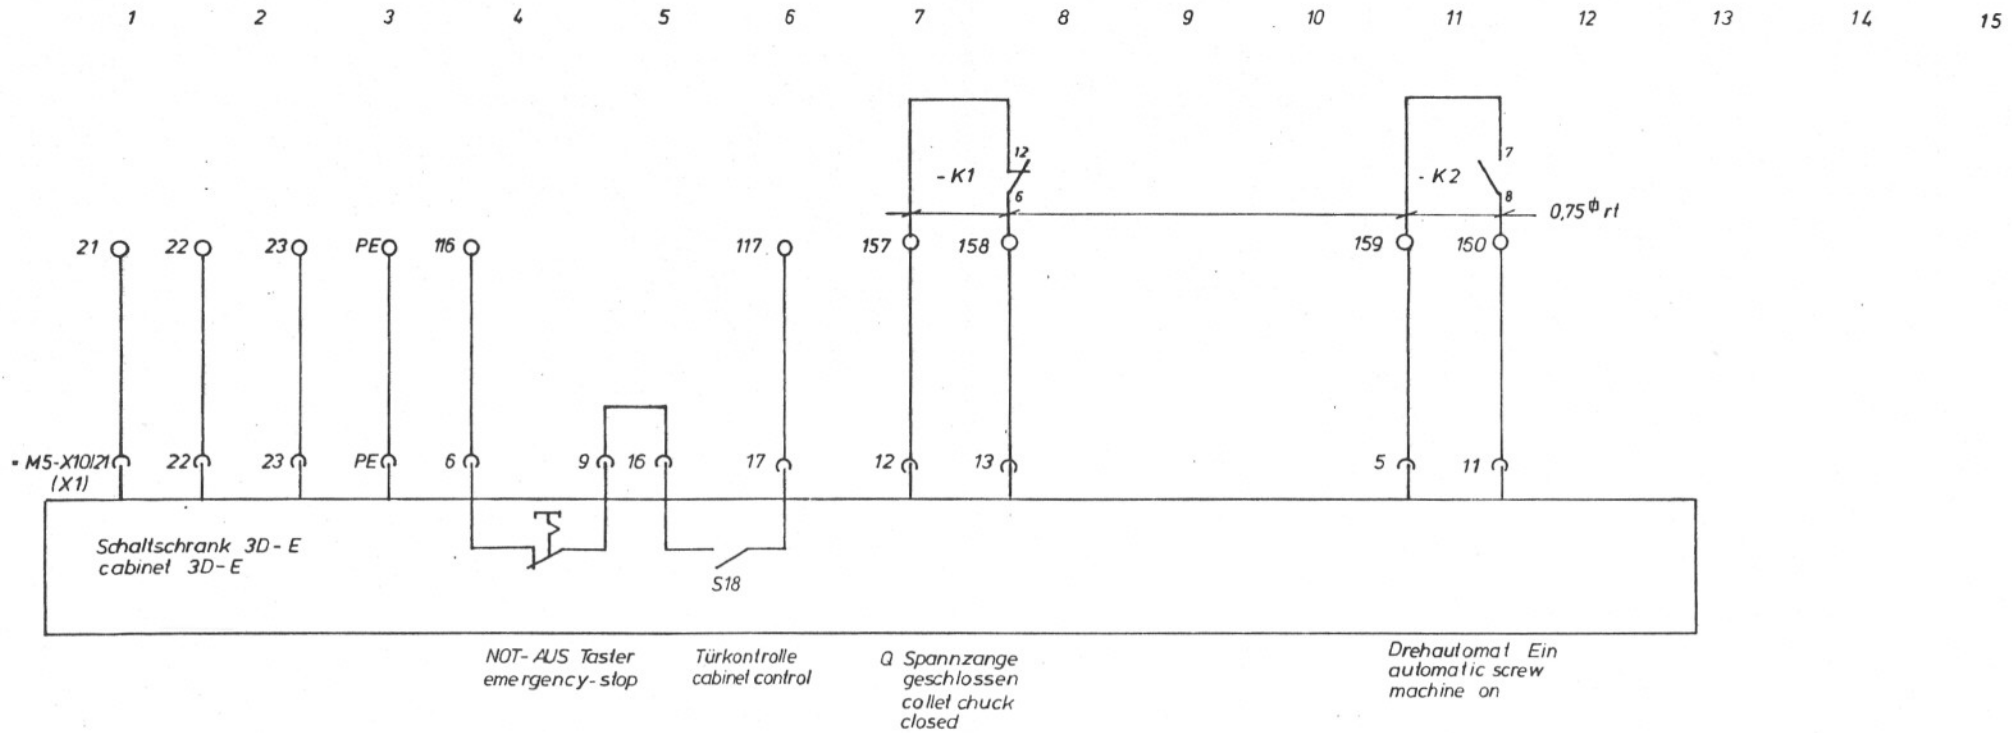 1 2 3 4 5 6 7 8 9 10 11 12 13 14 15
12
7
- K1
- K2
6
8
0,75 ϕ rt
21 22 23 PE 116 117 157 158 159 160
= M5-X10/21 22 23 PE 6 9 16 17 12 13 5 11
(X1)
Schaltschrank 3D-E
cabinet 3D-E
S18
NOT-AUS Taster
emergency-stop
Türkontrolle
cabinet control
Q Spannzange
geschlossen
collet chuck
closed
Drehautomat Ein
automatic screw
machine on